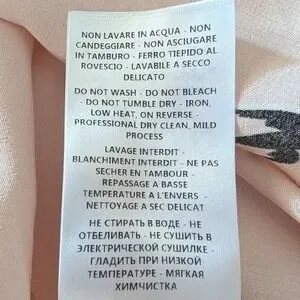 NON LAVARE IN ACQUA - NON
CANDEGGIARE - NON ASCIUGARE
IN TAMBURO - FERRO TIEPIDO AL
ROVESCIO - LAVABILE A SECCO
DELICATO
DO NOT WASH - DO NOT BLEACH
- DO NOT TUMBLE DRY - IRON,
LOW HEAT, ON REVERSE -
PROFESSIONAL DRY CLEAN, MILD
PROCESS
LAVAGE INTERDIT -
BLANCHIMENT INTERDIT - NE PAS
SECHER EN TAMBOUR -
REPASSAGE A BASSE
TEMPERATURE A L'ENVERS -
NETTOYAGE A SEC DELICAT
НЕ СТИРАТЬ В ВОДЕ - НЕ
ОТБЕЛИВАТЬ - НЕ СУШИТЬ В
ЭЛЕКТРИЧЕСКОЙ СУШИЛКЕ -
ГЛАДИТЬ ПРИ НИЗКОЙ
ТЕМПЕРАТУРЕ - МЯГКАЯ
ХИМЧИСТКА